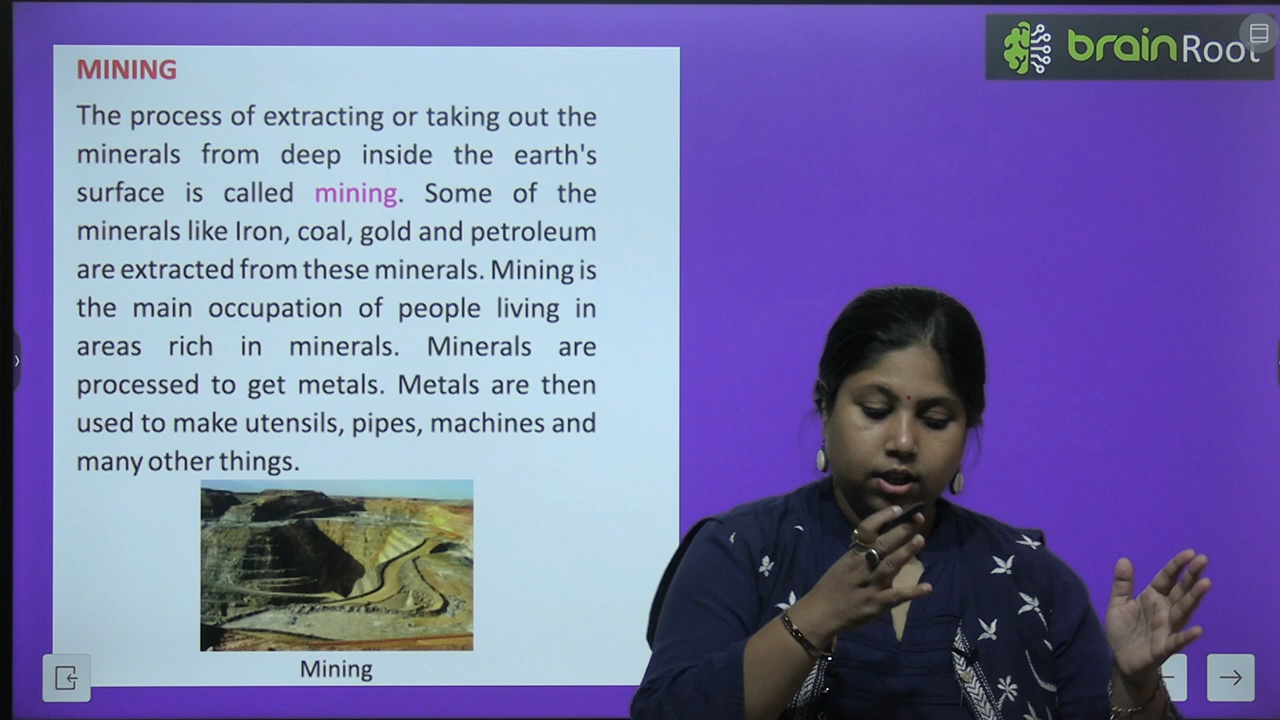 MINING
The process of extracting or taking out the
minerals from deep inside the earth's
surface is called mining. Some of the
minerals like Iron, coal, gold and petroleum
are extracted from these minerals. Mining is
the main occupation of people living in
areas rich in minerals. Minerals are
processed to get metals. Metals are then
used to make utensils, pipes, machines and
many other things.
Mining
brainRoot